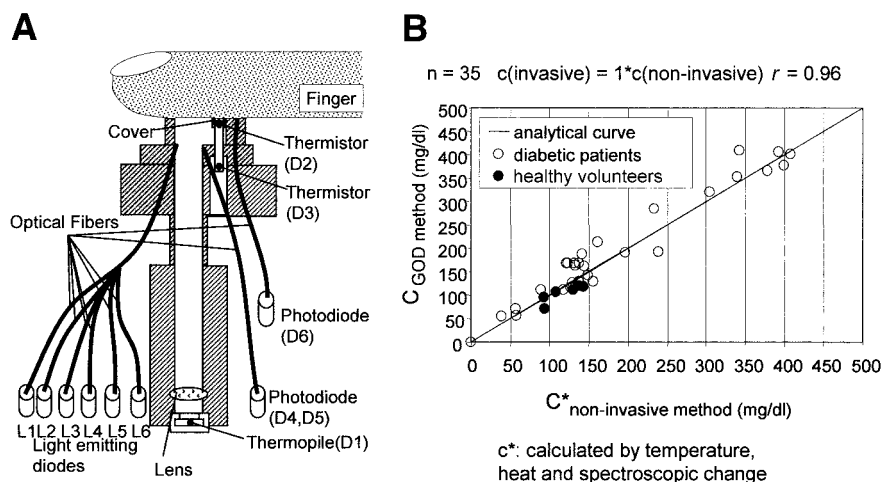 A
Finger
Cover
Thermistor
(D2)
Thermistor
(D3)
Optical Fibers
Photodiode
(D6)
Photodiode
(D4,D5)
Thermopile(D1)
L1 L2 L3 L4 L5 L6
Light emitting
diodes
Lens
B
n = 35 c(invasive) = 1*c(non-invasive) r = 0.96
C GOD method (mg/dl)
500
450
400
350
300
250
200
150
100
50
0
analytical curve
diabetic patients
healthy volunteers
0 50 100 150 200 250 300 350 400 450 500
C* non-invasive method (mg/dl)
c*: calculated by temperature,
heat and spectroscopic change